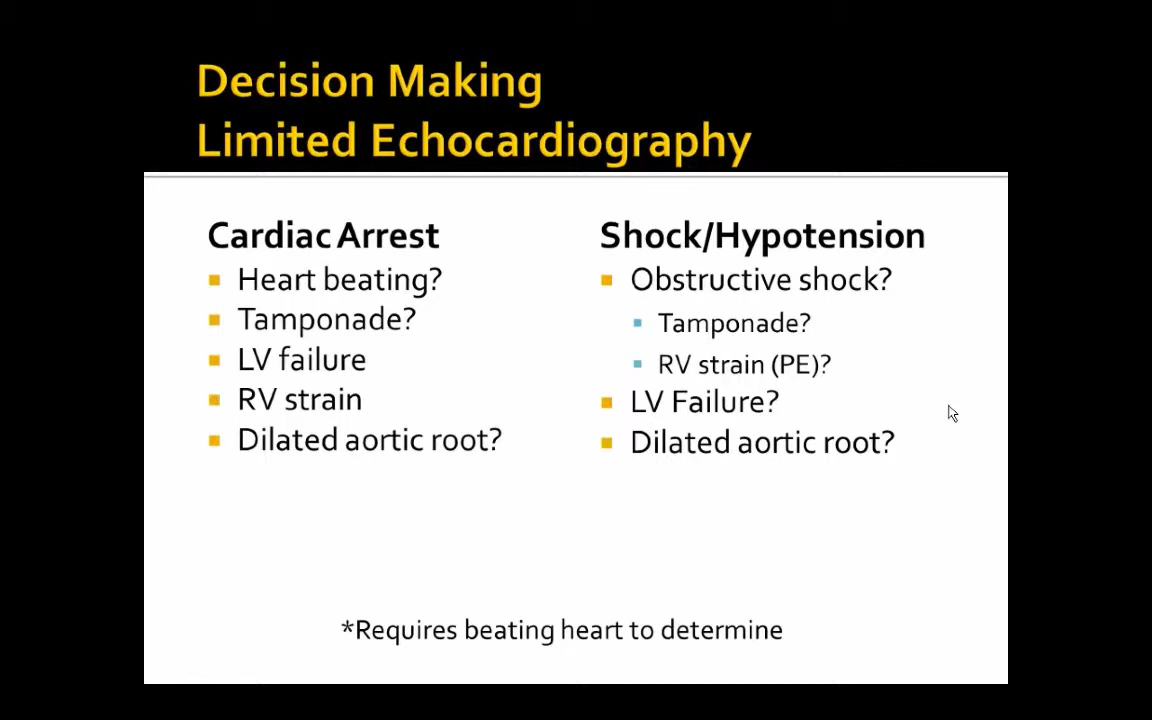 Decision Making
Limited Echocardiography
Cardiac Arrest
Heart beating?
Tamponade?
LV failure
RV strain
Dilated aortic root?
Shock/Hypotension
Obstructive shock?
Tamponade?
RV strain (PE)?
LV Failure?
Dilated aortic root?
*Requires beating heart to determine